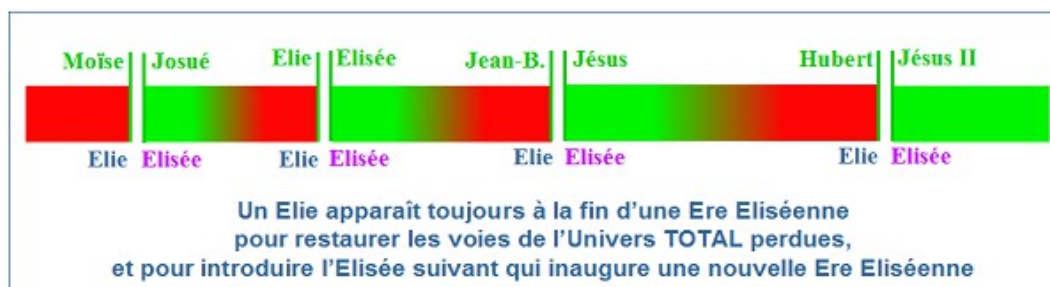 Moïse Josué Elie Elisée Jean-B. Jésus Hubert Jésus II
Elie Elisée Elie Elisée Elie Elisée Elie Elisée
Un Elie apparaît toujours à la fin d’une Ere Eliséenne
pour restaurer les voies de l’Univers TOTAL perdues,
et pour introduire l’Elisée suivant qui inaugure une nouvelle Ere Eliséenne